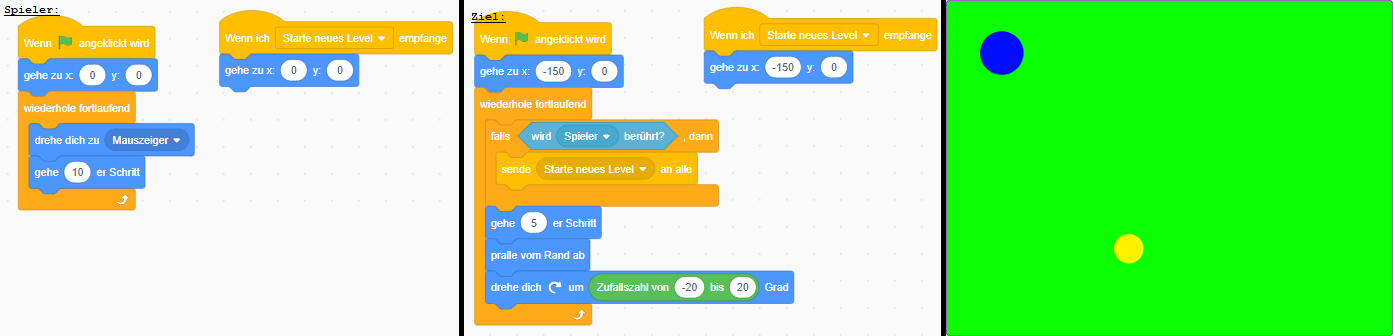 Spieler:
Wenn angeklickt wird
gehe zu x: 0 y: 0
wiederhole fortlaufend
drehe dich zu Mauszeiger
gehe 10 er Schritt
Wenn ich Starte neues Level empfange
gehe zu x: 0 y: 0
Ziel:
Wenn angeklickt wird
gehe zu x: -150 y: 0
wiederhole fortlaufend
falls wird Spieler berührt? , dann
sende Starte neues Level an alle
gehe 5 er Schritt
pralle vom Rand ab
drehe dich um Zufallszahl von -20 bis 20 Grad
Wenn ich Starte neues Level empfange
gehe zu x: -150 y: 0